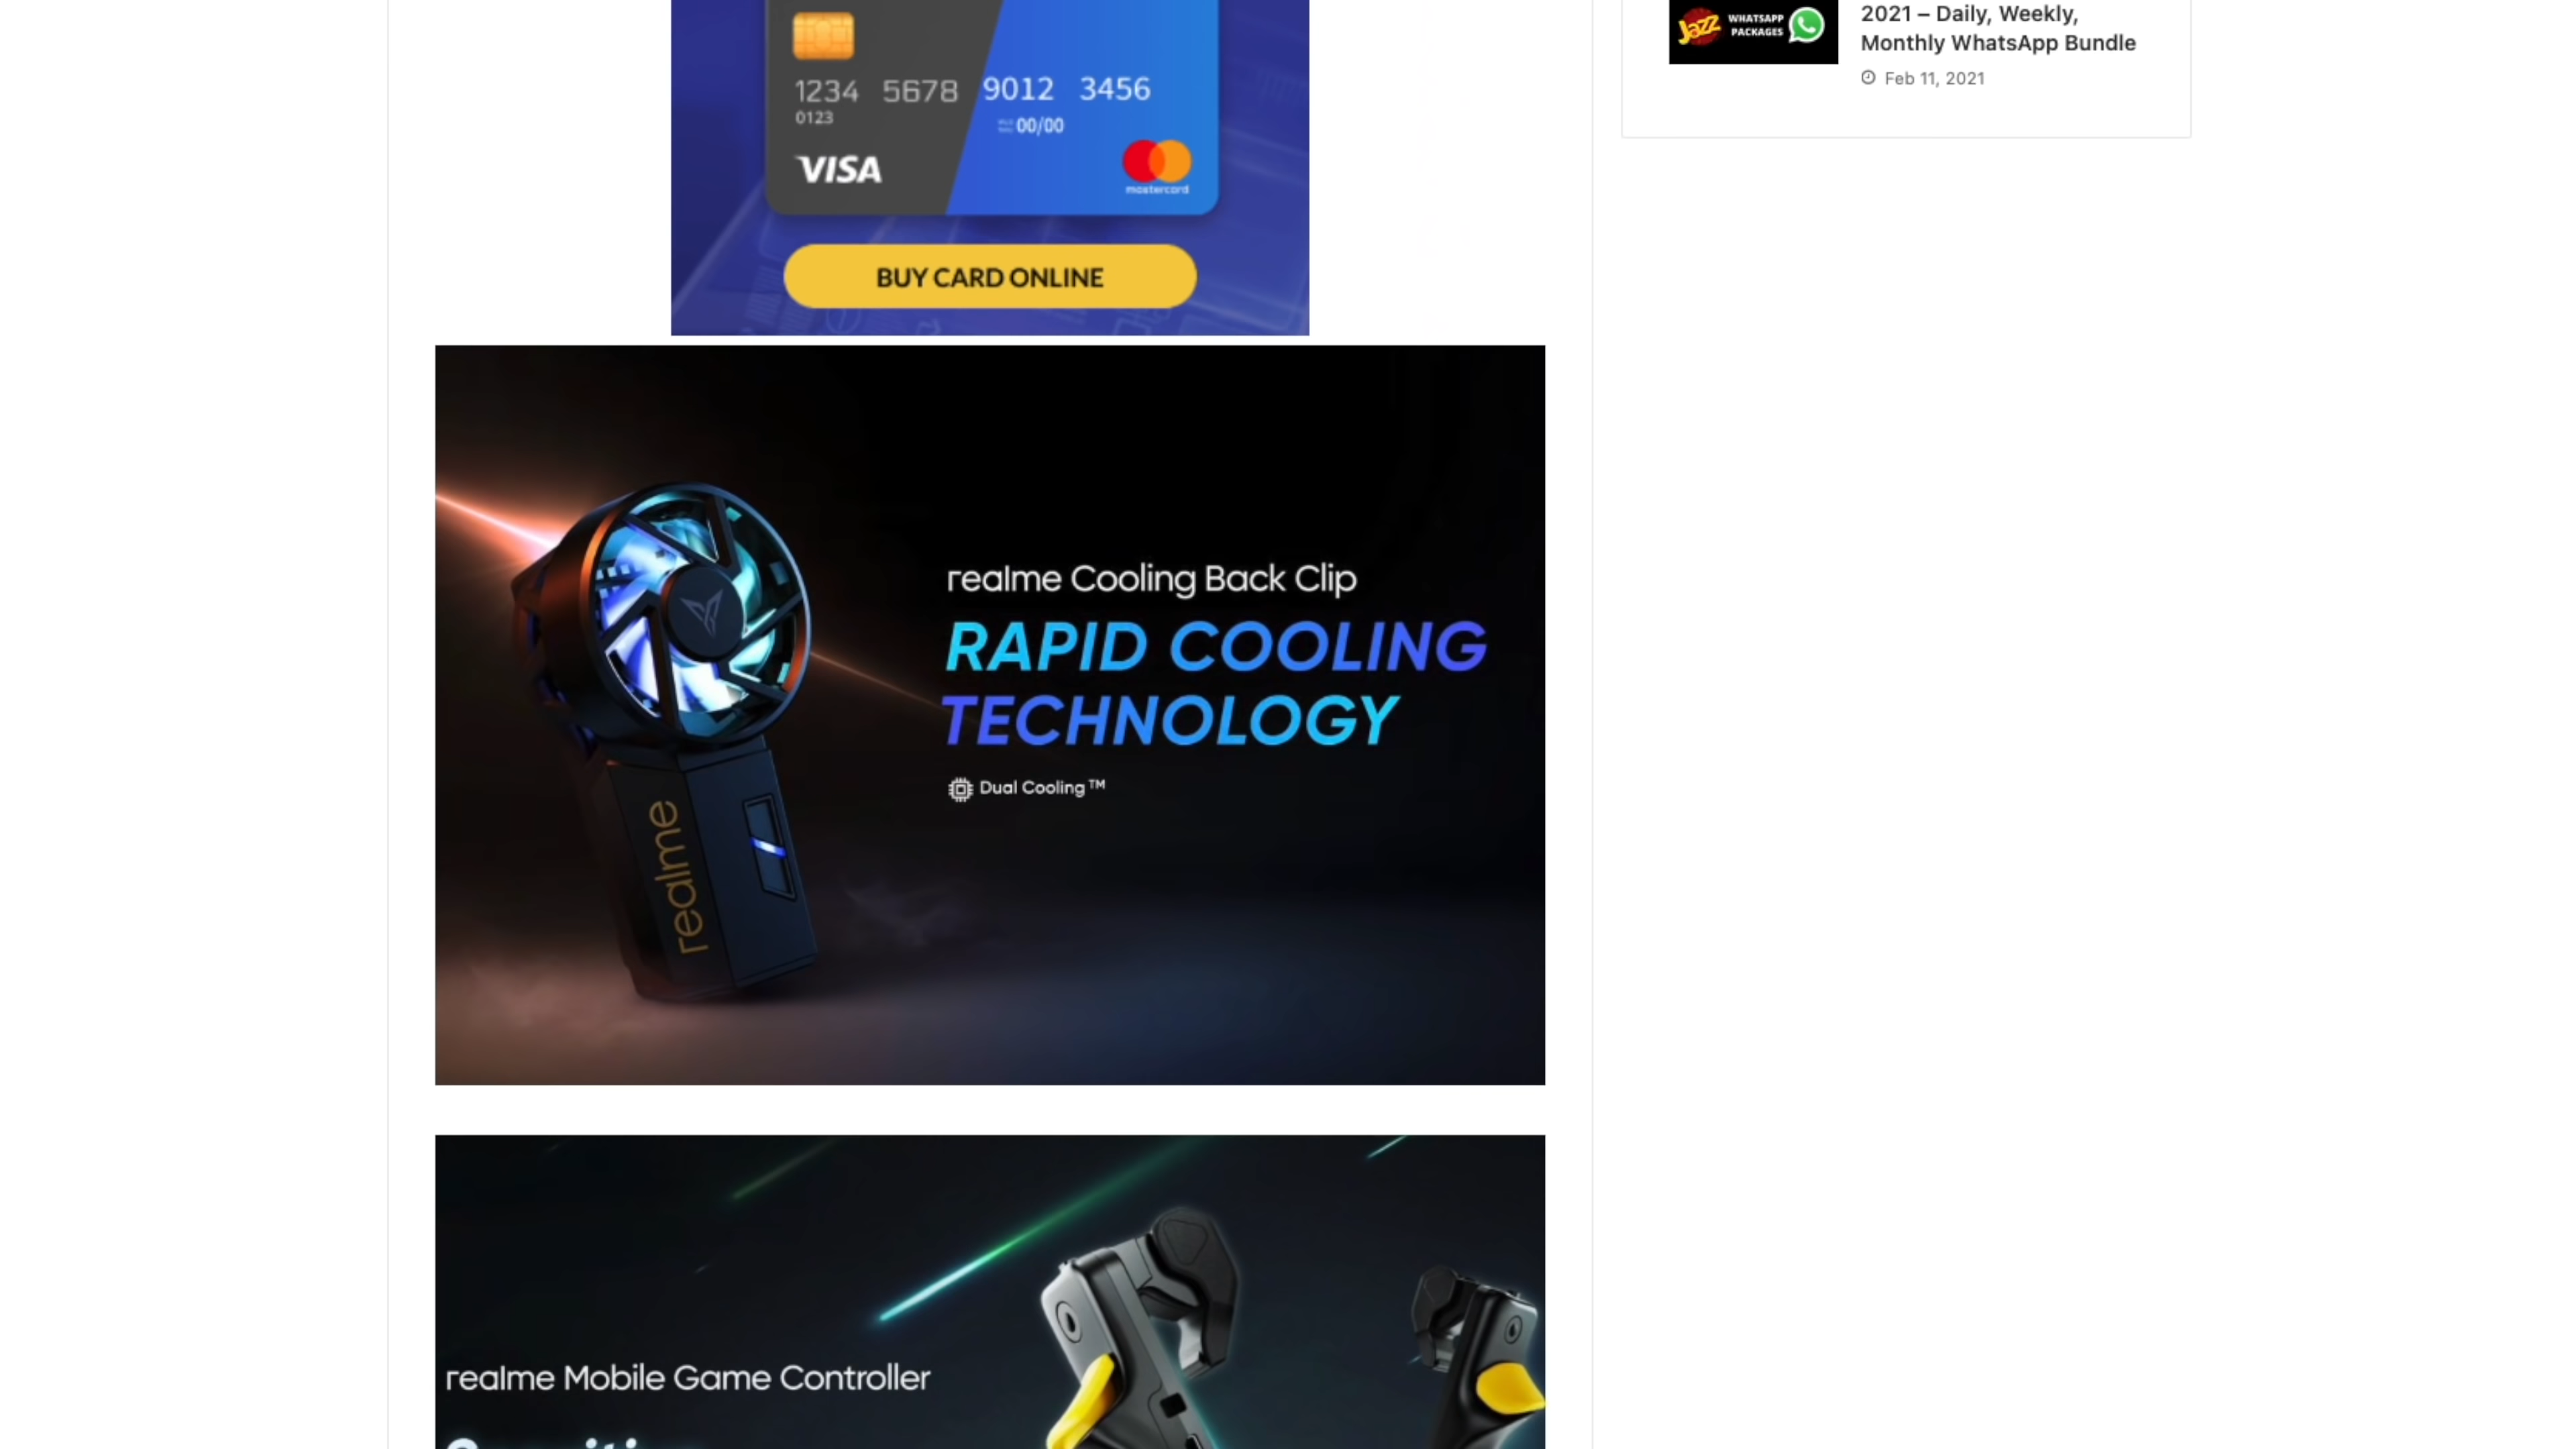 1234 5678 9012 3456
0123
00/00
VISA
mastercard
BUY CARD ONLINE
Jazz WHATSAPP PACKAGES
2021 – Daily, Weekly,
Monthly WhatsApp Bundle
Feb 11, 2021
realme Cooling Back Clip
RAPID COOLING
TECHNOLOGY
Dual Cooling™
realme
realme Mobile Game Controller